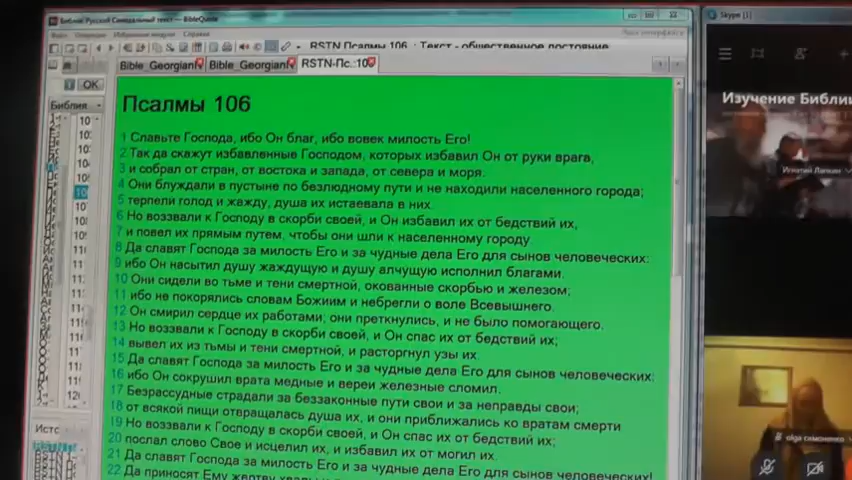 Библия Русский Синодальный текст — BibleQuote
Skype [1]
RSTN Псалмы 106 : Текст - общественное достояние
Bible_Georgian
Bible_Georgian
RSTN-Пс.:10
OK
Библия
Псалмы 106
1 Славьте Господа, ибо Он благ, ибо вовек милость Его!
2 Так да скажут избавленные Господом, которых избавил Он от руки врага,
3 и собрал от стран, от востока и запада, от севера и моря.
4 Они блуждали в пустыне по безлюдному пути и не находили населенного города;
5 терпели голод и жажду, душа их истаевала в них.
6 Но воззвали к Господу в скорби своей, и Он избавил их от бедствий их,
7 и повел их прямым путем, чтобы они шли к населенному городу.
8 Да славят Господа за милость Его и за чудные дела Его для сынов человеческих:
9 ибо Он насытил душу жаждущую и душу алчущую исполнил благами.
10 Они сидели во тьме и тени смертной, окованные скорбью и железом;
11 ибо не покорялись словам Божиим и небрегли о воле Всевышнего.
12 Он смирил сердце их работами; они преткнулись, и не было помогающего.
13 Но воззвали к Господу в скорби своей, и Он спас их от бедствий их;
14 вывел их из тьмы и тени смертной, и расторгнул узы их.
15 Да славят Господа за милость Его и за чудные дела Его для сынов человеческих:
16 ибо Он сокрушил врата медные и вереи железные сломил.
17 Безрассудные страдали за беззаконные пути свои и за неправды свои;
18 от всякой пищи отвращалась душа их, и они приближались ко вратам смерти
19 Но воззвали к Господу в скорби своей, и Он спас их от бедствий их;
20 послал слово Свое и исцелил их, и избавил их от могил их.
21 Да славят Господа за милость Его и за чудные дела Его для сынов человеческих!
22 Да приносят Ему жертву хвалы
Исто
Изучение Библии
Игнатий Лапкин
olga симоненко